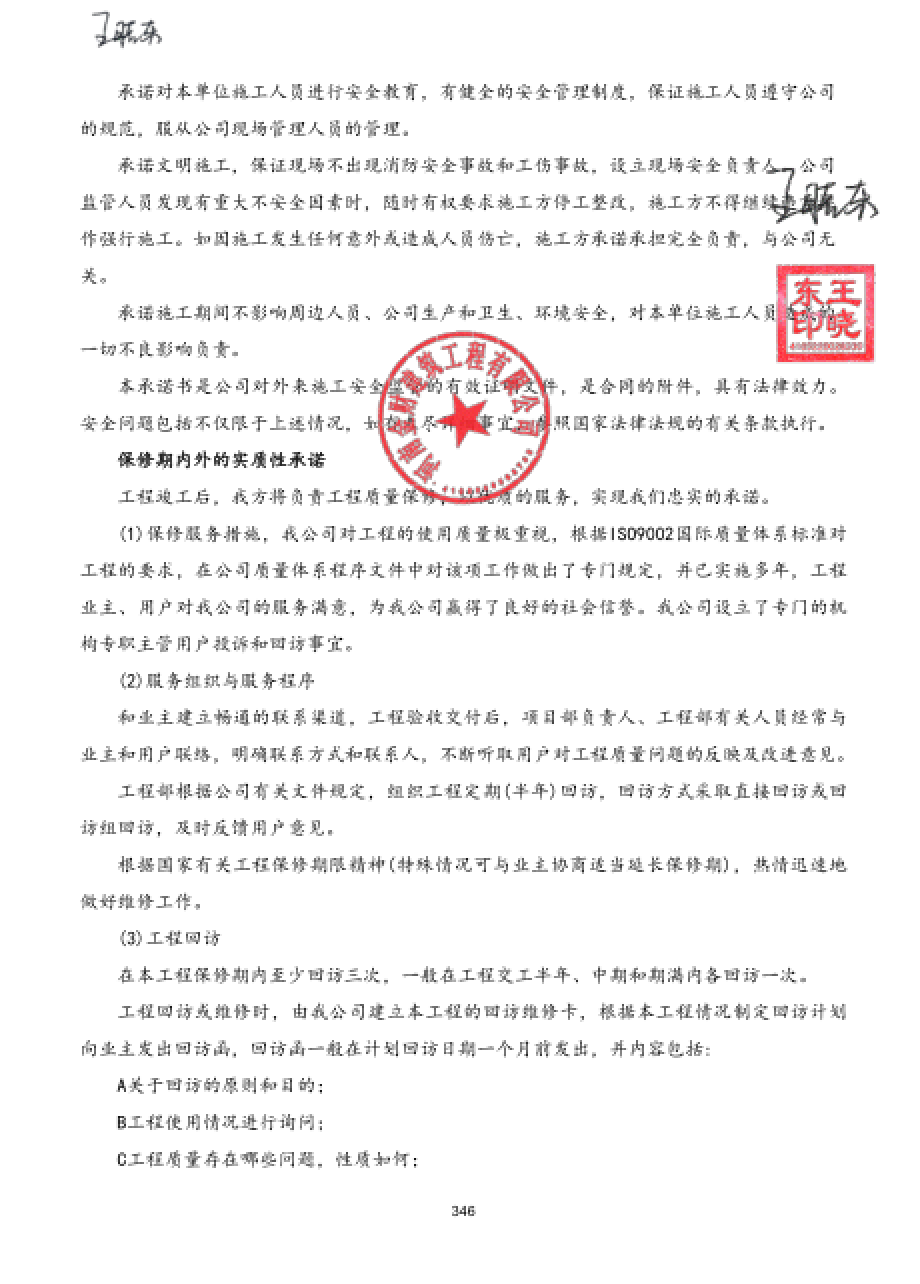 王晓东
承诺对本单位施工人员进行安全教育，有健全的安全管理制度，保证施工人员遵守公司
的规范，服从公司现场管理人员的管理。
承诺文明施工，保证现场不出现消防安全事故和工伤事故，设立现场安全负责人，公司
监管人员发现有重大不安全因素时，随时有权要求施工方停工整改，施工方不得继续
王晓东
作强行施工。如因施工发生任何意外或造成人员伤亡，施工方承诺承担完全负责，与公司无
关。
东王
印晓
承诺施工期间不影响周边人员、公司生产和卫生、环境安全，对本单位施工人员造成的
一切不良影响负责。
河南金财建筑工程有限公司
本承诺书是公司对外来施工安全的有效证明文件，是合同的附件，具有法律效力。
安全问题包括不仅限于上述情况，如有未尽事宜，参照国家法律法规的有关条款执行。
保修期内外的实质性承诺
工程竣工后，我方将负责工程质量保修，以优质的服务，实现我们忠实的承诺。
(1)保修服务措施，我公司对工程的使用质量极重视，根据ISO9002国际质量体系标准对
工程的要求，在公司质量体系程序文件中对该项工作做出了专门规定，并已实施多年，工程
业主、用户对我公司的服务满意，为我公司赢得了良好的社会信誉。我公司设立了专门的机
构专职主管用户投诉和回访事宜。
(2)服务组织与服务程序
和业主建立畅通的联系渠道，工程验收交付后，项目部负责人、工程部有关人员经常与
业主和用户联络，明确联系方式和联系人，不断听取用户对工程质量问题的反映及改进意见。
工程部根据公司有关文件规定，组织工程定期(半年)回访，回访方式采取直接回访或回
访组回访，及时反馈用户意见。
根据国家有关工程保修期限精神(特殊情况可与业主协商适当延长保修期)，热情迅速地
做好维修工作。
(3)工程回访
在本工程保修期内至少回访三次，一般在工程交工半年、中期和期满内各回访一次。
工程回访或维修时，由我公司建立本工程的回访维修卡，根据本工程情况制定回访计划
向业主发出回访函，回访函一般在计划回访日期一个月前发出，并内容包括：
A关于回访的原则和目的；
B工程使用情况进行询问；
C工程质量存在哪些问题，性质如何；
346